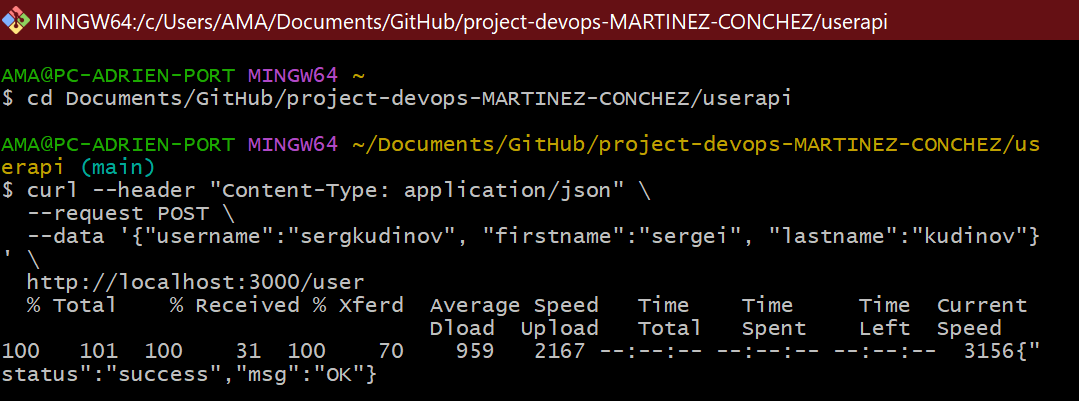 MINGW64:/c/Users/AMA/Documents/GitHub/project-devops-MARTINEZ-CONCHEZ/userapi
AMA@PC-ADRIEN-PORT MINGW64 ~
$ cd Documents/GitHub/project-devops-MARTINEZ-CONCHEZ/userapi
AMA@PC-ADRIEN-PORT MINGW64 ~/Documents/GitHub/project-devops-MARTINEZ-CONCHEZ/us
erapi (main)
$ curl --header "Content-Type: application/json" \
  --request POST \
  --data '{"username":"sergkudinov", "firstname":"sergei", "lastname":"kudinov"}
' \
  http://localhost:3000/user
  % Total    % Received % Xferd  Average Speed   Time    Time     Time  Current
                                 Dload  Upload   Total   Spent    Left  Speed
100   101  100    31  100    70    959   2167 --:--:-- --:--:-- --:--:--  3156{"
status":"success","msg":"OK"}